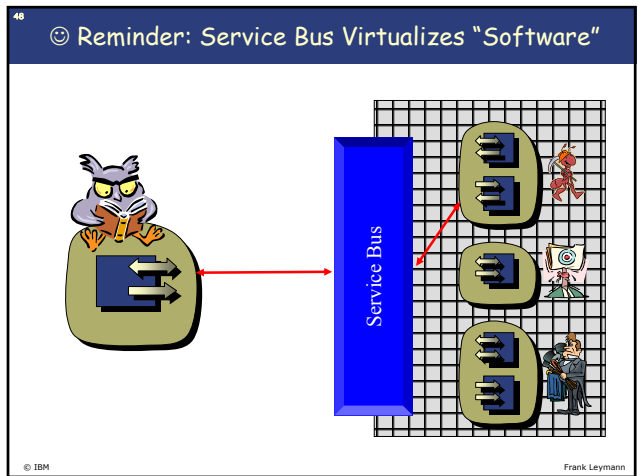 48
☺ Reminder: Service Bus Virtualizes “Software”
Service Bus
© IBM
Frank Leymann